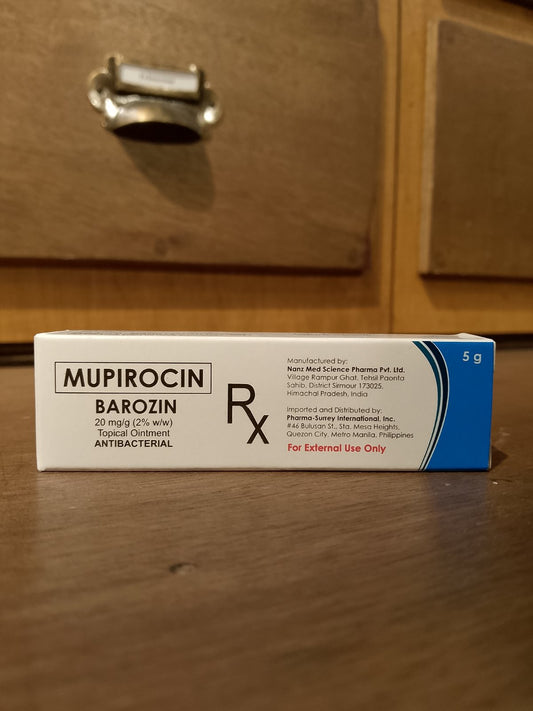 MUPIROCIN
BAROZIN
20 mg/g (2% w/w)
Topical Ointment
ANTIBACTERIAL
Rx
Manufactured by:
Nanz Med Science Pharma Pvt. Ltd.
Village Rampur Ghat, Tehsil Paonta
Sahib, District Sirmour 173025,
Himachal Pradesh, India
Imported and Distributed by:
Pharma-Surrey International, Inc.
#46 Bulusan St., Sta. Mesa Heights,
Quezon City, Metro Manila, Philippines
For External Use Only
5 g